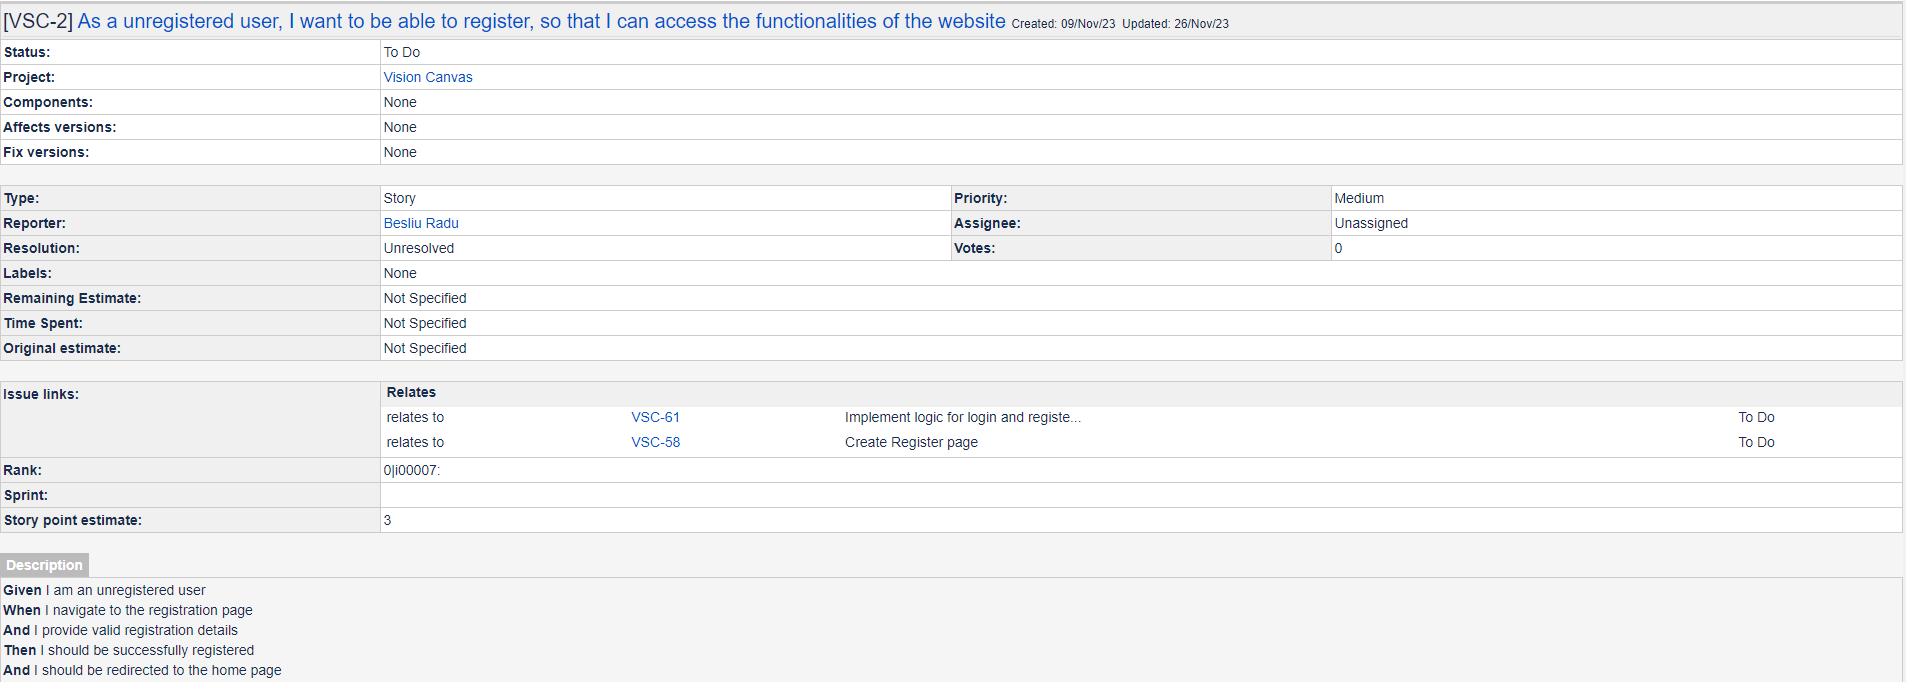 [VSC-2] As a unregistered user, I want to be able to register, so that I can access the functionalities of the website Created: 09/Nov/23 Updated: 26/Nov/23
Status: To Do
Project: Vision Canvas
Components: None
Affects versions: None
Fix versions: None
Type: Story Priority: Medium
Reporter: Besliu Radu Assignee: Unassigned
Resolution: Unresolved Votes: 0
Labels: None
Remaining Estimate: Not Specified
Time Spent: Not Specified
Original estimate: Not Specified
Issue links: Relates
relates to VSC-61 Implement logic for login and registe... To Do
relates to VSC-58 Create Register page To Do
Rank: 0|i00007:
Sprint:
Story point estimate: 3
Description
Given I am an unregistered user
When I navigate to the registration page
And I provide valid registration details
Then I should be successfully registered
And I should be redirected to the home page